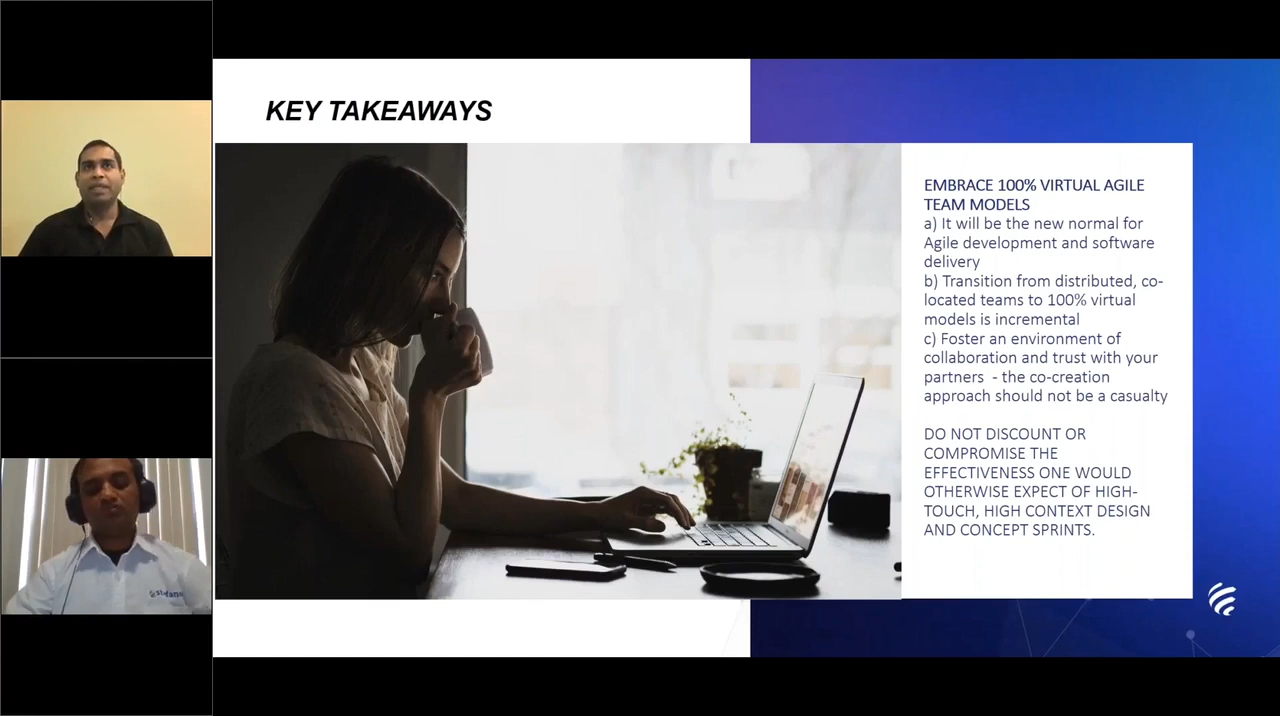 KEY TAKEAWAYS
EMBRACE 100% VIRTUAL AGILE
TEAM MODELS
a) It will be the new normal for
Agile development and software
delivery
b) Transition from distributed, co-
located teams to 100% virtual
models is incremental
c) Foster an environment of
collaboration and trust with your
partners - the co-creation
approach should not be a casualty
DO NOT DISCOUNT OR
COMPROMISE THE
EFFECTIVENESS ONE WOULD
OTHERWISE EXPECT OF HIGH-
TOUCH, HIGH CONTEXT DESIGN
AND CONCEPT SPRINTS.